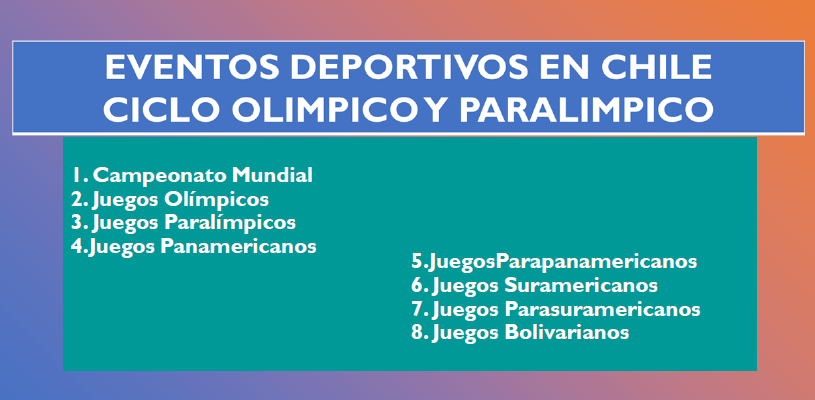 EVENTOS DEPORTIVOS EN CHILE
CICLO OLIMPICO Y PARALIMPICO
1. Campeonato Mundial
2. Juegos Olímpicos
3. Juegos Paralímpicos
4.Juegos Panamericanos
5.JuegosParapanamericanos
6. Juegos Suramericanos
7. Juegos Parasuramericanos
8. Juegos Bolivarianos